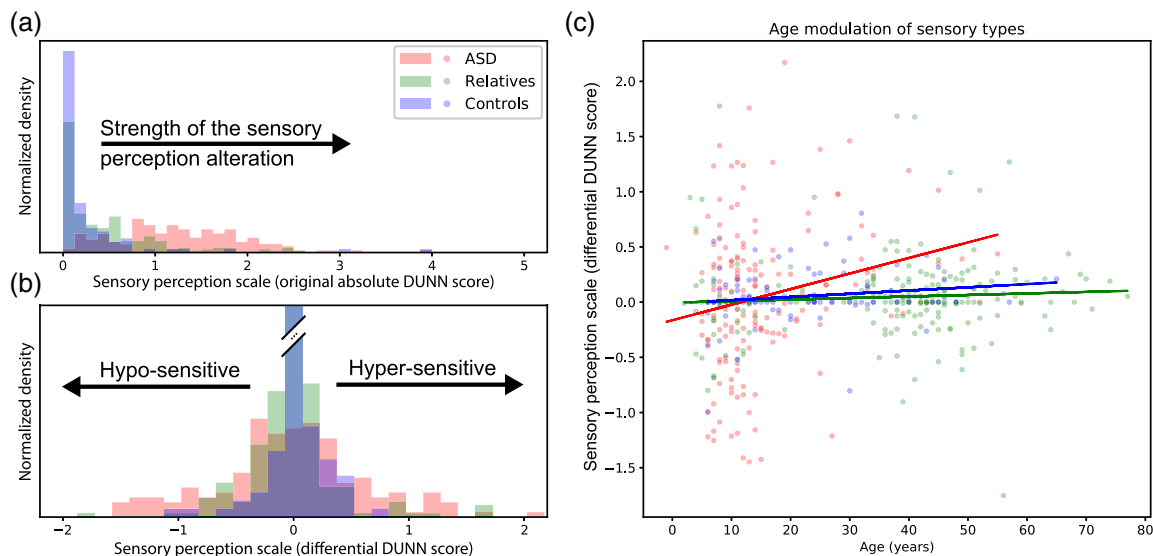 (a)
Normalized density
ASD
Relatives
Controls
Strength of the sensory
perception alteration
0 1 2 3 4 5
Sensory perception scale (original absolute DUNN score)
(b)
Normalized density
Hypo-sensitive
...
Hyper-sensitive
−2 −1 0 1 2
Sensory perception scale (differential DUNN score)
(c)
Age modulation of sensory types
Sensory perception scale (differential DUNN score)
2.0
1.5
1.0
0.5
0.0
−0.5
−1.0
−1.5
0 10 20 30 40 50 60 70 80
Age (years)